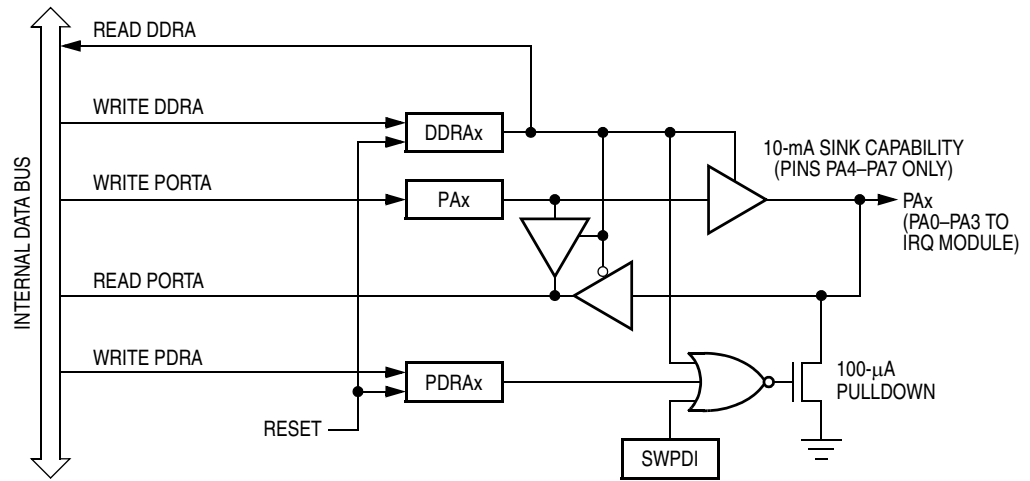 READ DDRA
WRITE DDRA
DDRAx
10-mA SINK CAPABILITY
(PINS PA4–PA7 ONLY)
WRITE PORTA
PAx
PAx
(PA0–PA3 TO
IRQ MODULE)
INTERNAL DATA BUS
READ PORTA
WRITE PDRA
PDRAx
100-μA
PULLDOWN
RESET
SWPDI